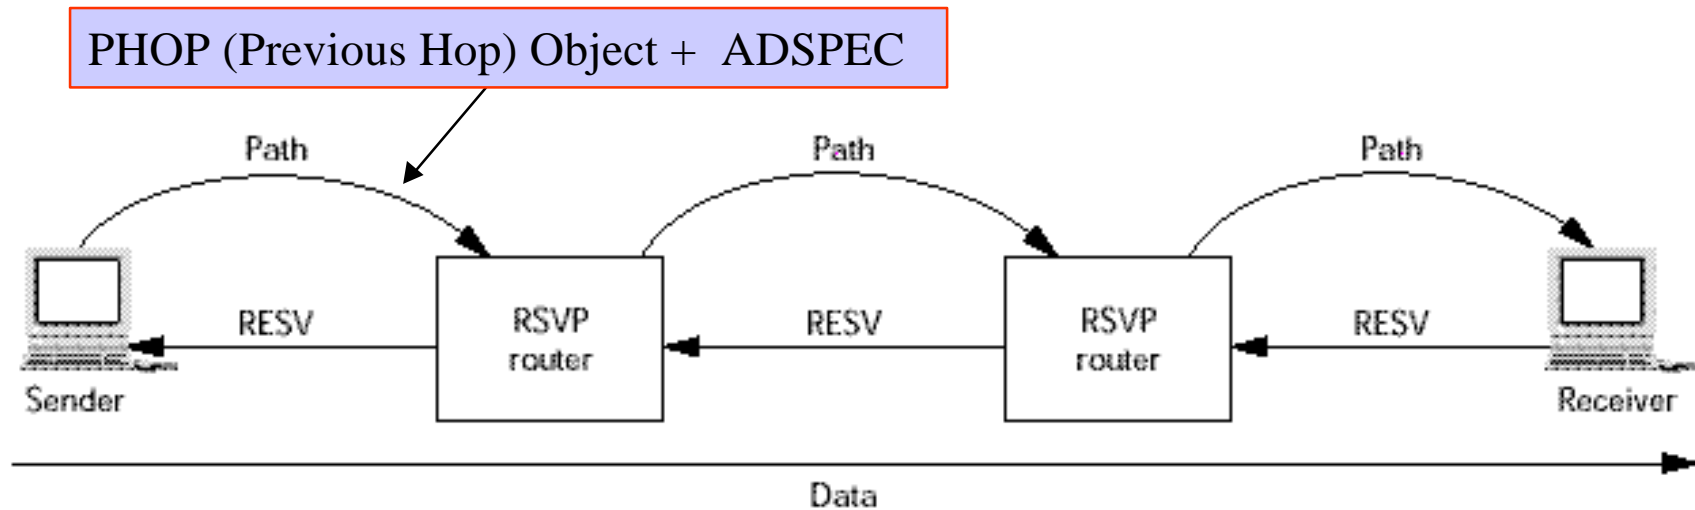 PHOP (Previous Hop) Object + ADSPEC
Path
Path
Path
RESV
RSVP
router
RESV
RSVP
router
RESV
Sender
Receiver
Data